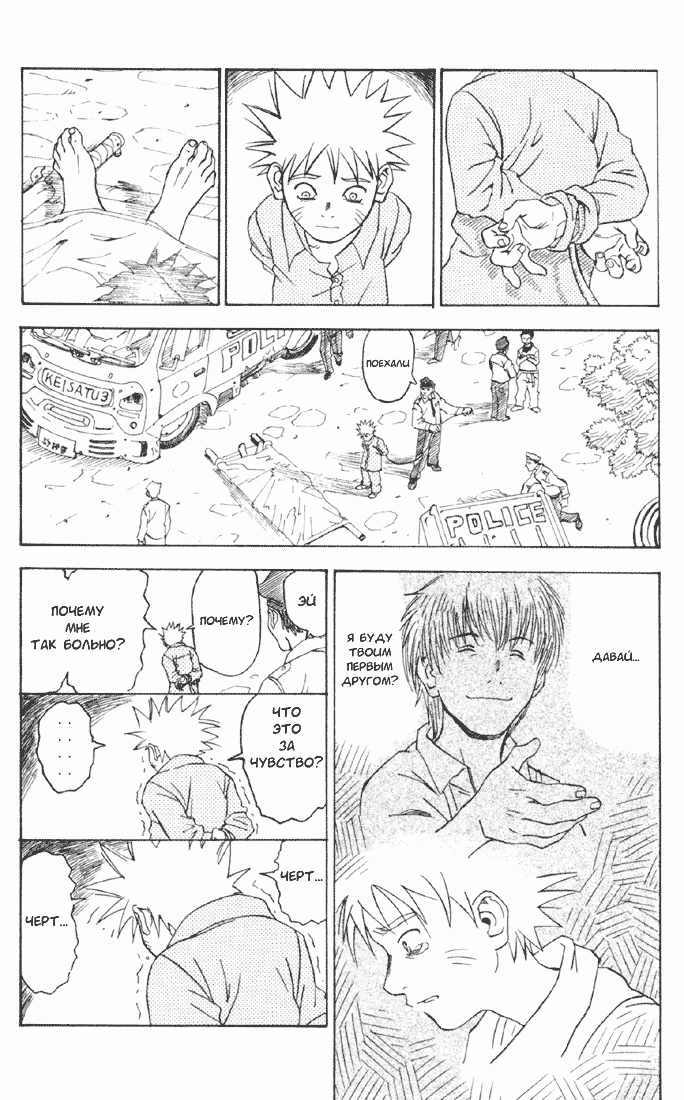 ПОЕХАЛИ
POLIC
KEISATU3
POLICE
ДАВАЙ...
Я БУДУ
ТВОИМ
ПЕРВЫМ
ДРУГОМ?
ЭЙ
ПОЧЕМУ?
ПОЧЕМУ
МНЕ
ТАК БОЛЬНО?
ЧТО
ЭТО
ЗА
ЧУВСТВО?
ЧЕРТ...
ЧЕРТ...